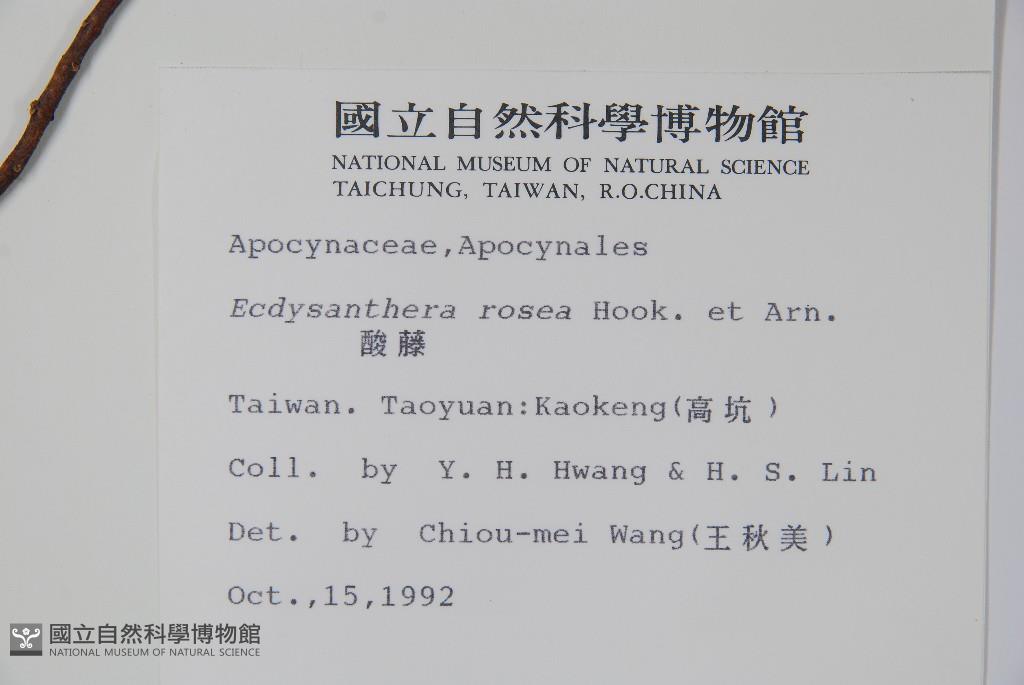 國立自然科學博物館
NATIONAL MUSEUM OF NATURAL SCIENCE
TAICHUNG, TAIWAN, R.O.CHINA
Apocynaceae,Apocynales
Ecdysanthera rosea Hook. et Arn.
酸藤
Taiwan. Taoyuan:Kaokeng(高坑)
Coll. by Y. H. Hwang & H. S. Lin
Det. by Chiou-mei Wang(王秋美)
Oct.,15,1992
國立自然科學博物館
NATIONAL MUSEUM OF NATURAL SCIENCE